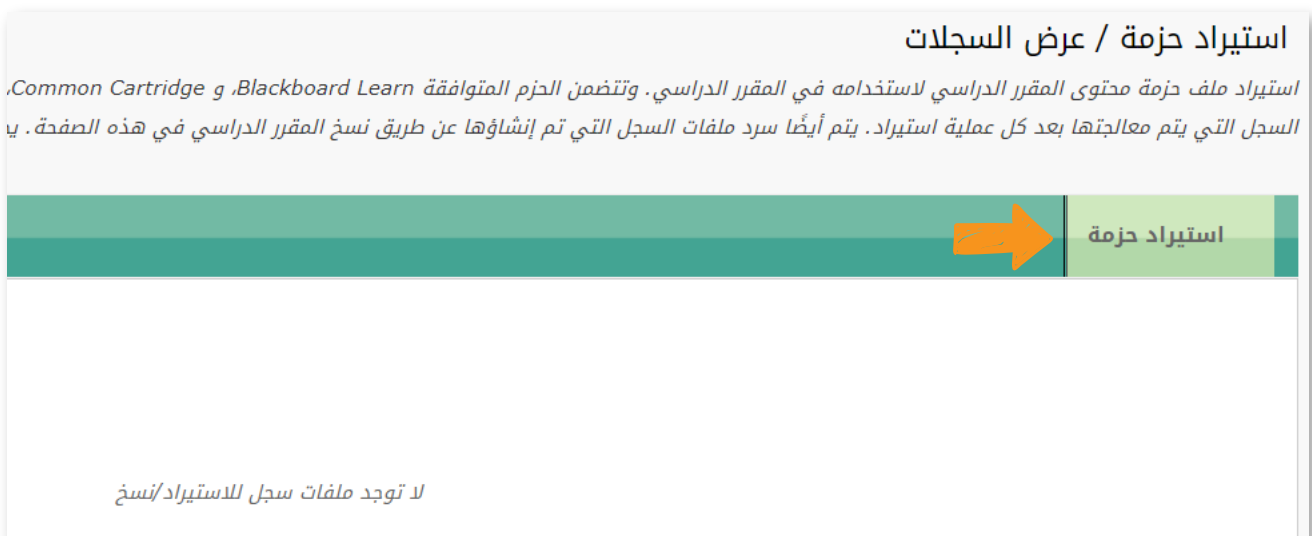 استيراد حزمة / عرض السجلات
استيراد ملف حزمة محتوى المقرر الدراسي لاستخدامه في المقرر الدراسي. وتتضمن الحزم المتوافقة Blackboard Learn، و Common Cartridge،
السجل التي يتم معالجتها بعد كل عملية استيراد. يتم أيضًا سرد ملفات السجل التي تم إنشاؤها عن طريق نسخ المقرر الدراسي في هذه الصفحة.
استيراد حزمة
لا توجد ملفات سجل للاستيراد/نسخ